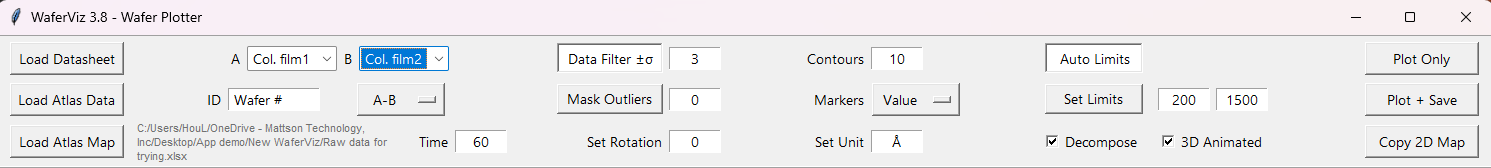 WaferViz 3.8 - Wafer Plotter
Load Datasheet A Col. film1 B Col. film2 Data Filter ±σ 3 Contours 10 Auto Limits Plot Only
Load Atlas Data ID Wafer # A-B Mask Outliers 0 Markers Value Set Limits 200 1500 Plot + Save
Load Atlas Map C:/Users/HouL/OneDrive - Mattson Technology,
Inc/Desktop/App demo/New WaferViz/Raw data for
trying.xlsx
Time 60 Set Rotation 0 Set Unit Å Decompose 3D Animated Copy 2D Map